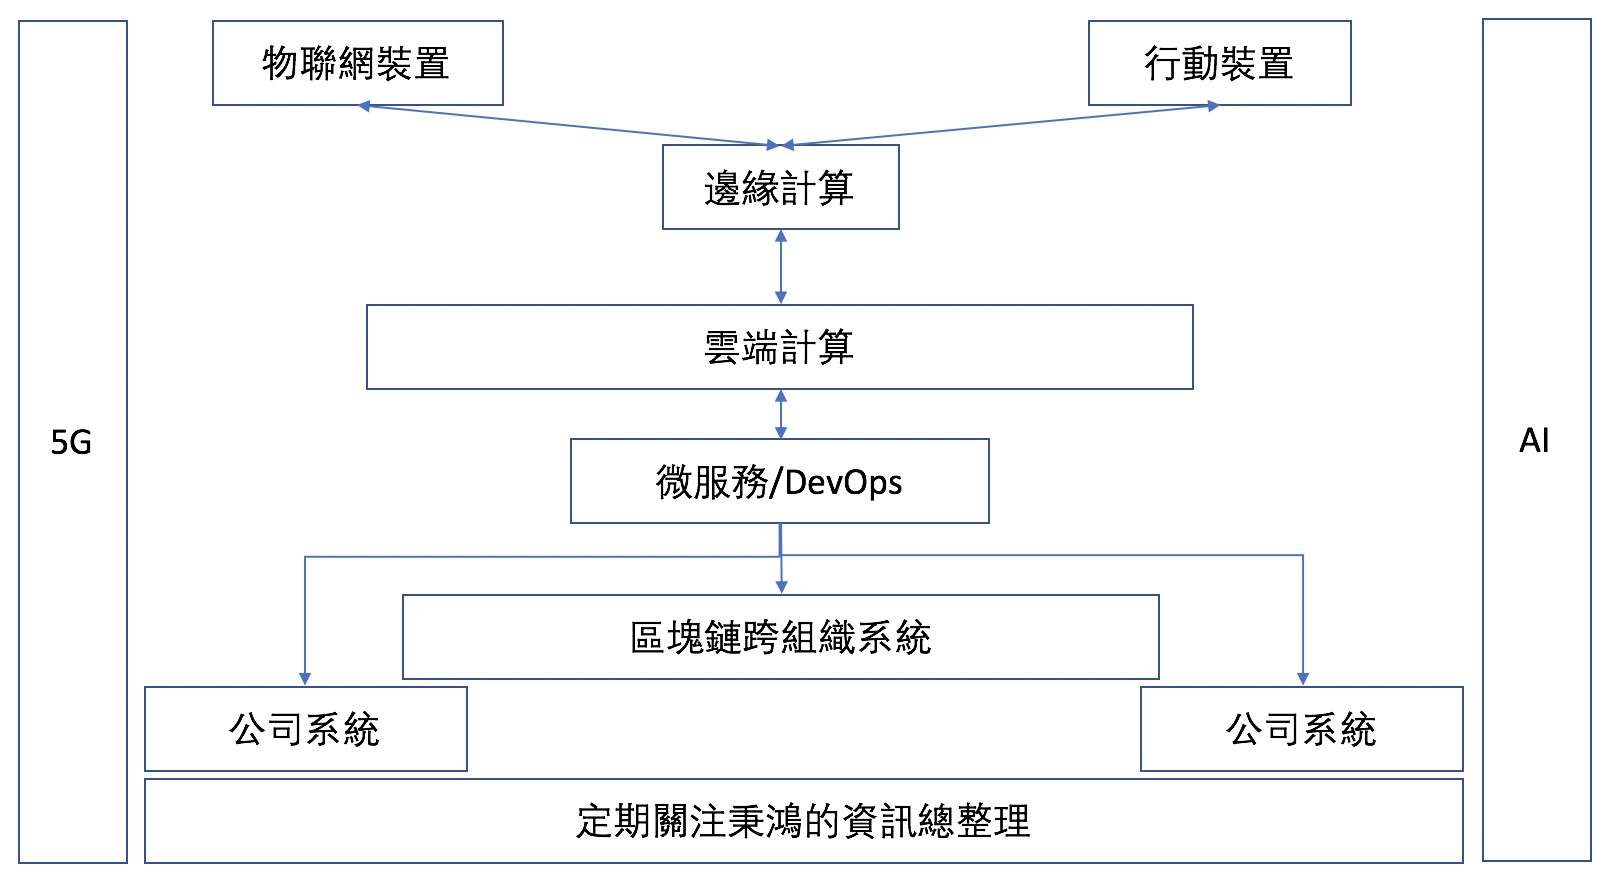 物聯網裝置
行動裝置
邊緣計算
雲端計算
5G
AI
微服務/DevOps
區塊鏈跨組織系統
公司系統
公司系統
定期關注秉鴻的資訊總整理